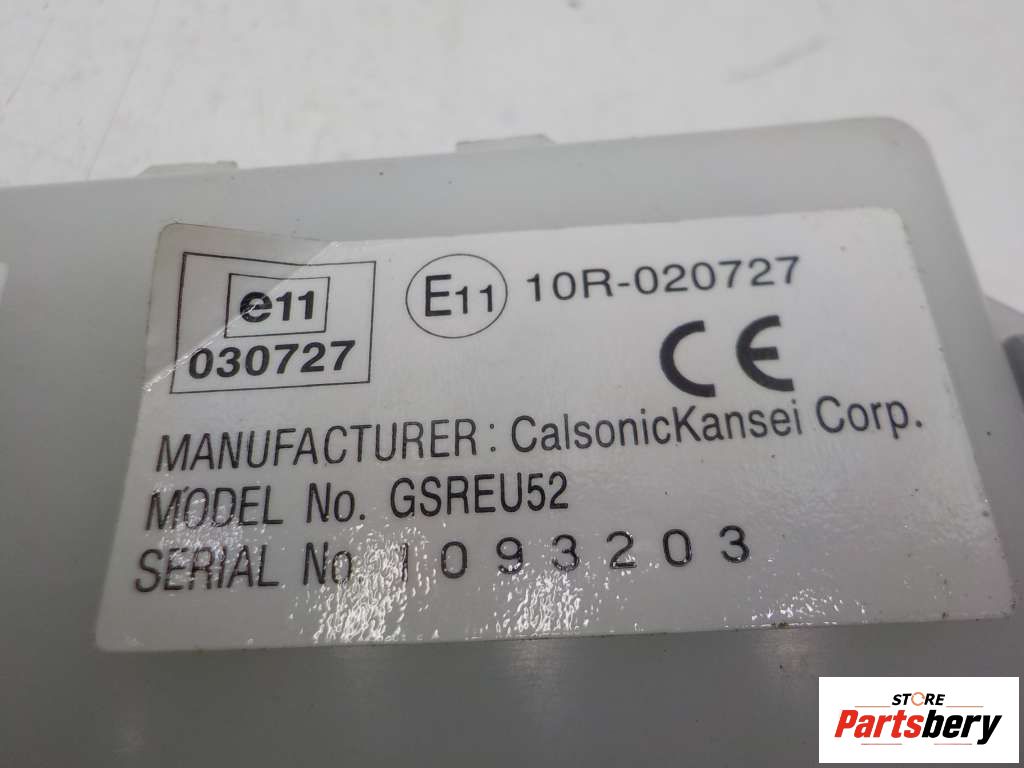 e11
030727
E11 10R-020727
CE
MANUFACTURER: CalsonicKansei Corp.
MODEL No. GSREU52
SERIAL No. 1093203
STORE
Partsbery